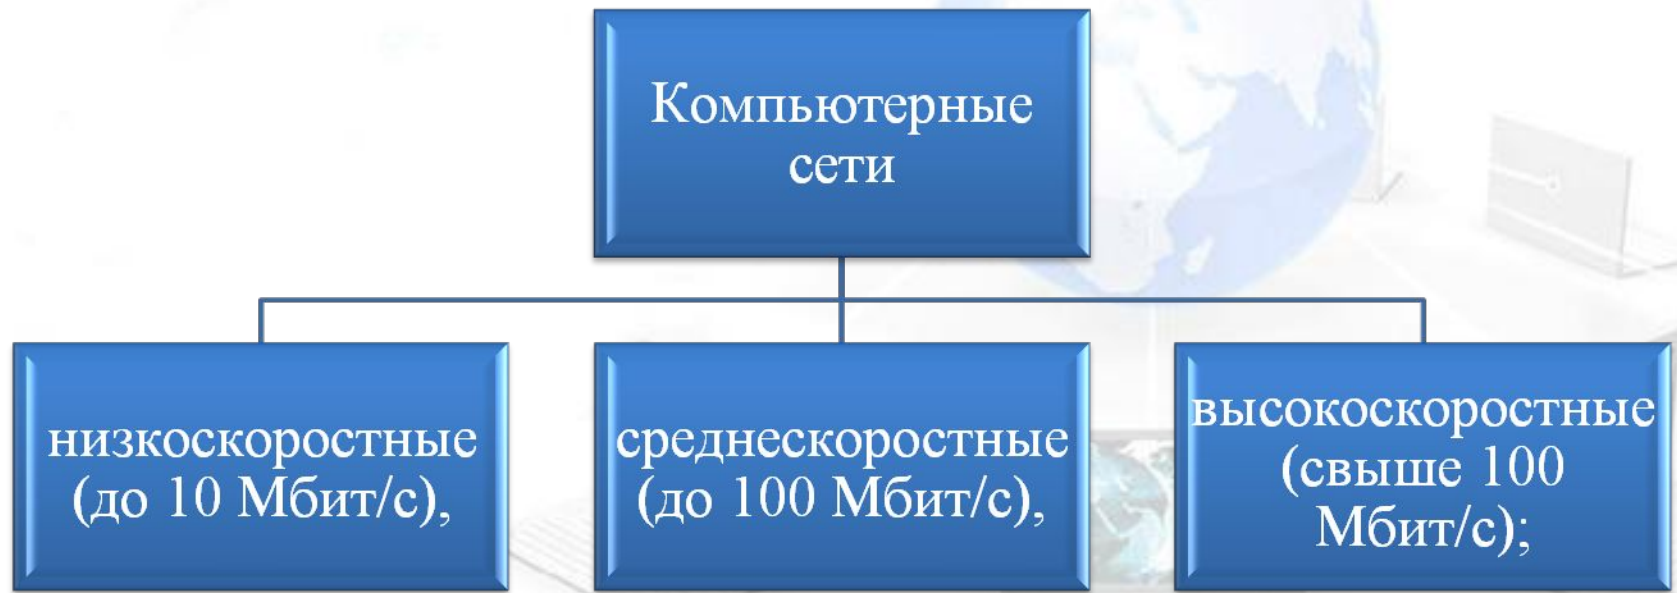 Компьютерные
сети
низкоскоростные
(до 10 Мбит/с),
среднескоростные
(до 100 Мбит/с),
высокоскоростные
(свыше 100
Мбит/с);